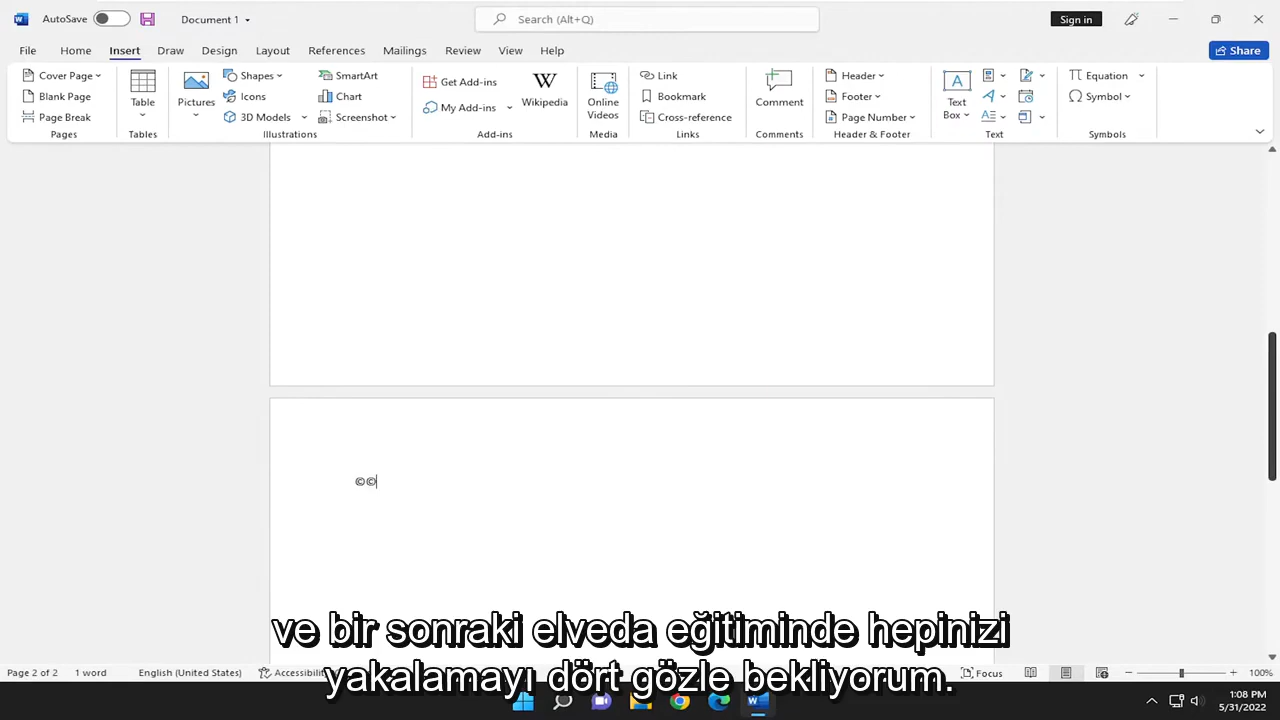 AutoSave
Document 1
Search (Alt+Q)
Sign in
File Home Insert Draw Design Layout References Mailings Review View Help
Share
Cover Page
Blank Page
Page Break
Pages
Table
Tables
Pictures
Shapes
Icons
3D Models
SmartArt
Chart
Screenshot
Illustrations
Get Add-ins
My Add-ins
Wikipedia
Add-ins
Online
Videos
Media
Link
Bookmark
Cross-reference
Links
Comment
Comments
Header
Footer
Page Number
Header & Footer
Text
Box
Text
Equation
Symbol
Symbols
©©
ve bir sonraki elveda eğitiminde hepinizi
yakalamayı dört gözle bekliyorum.
Page 2 of 2 1 word English (United States)
Focus
100%
1:08 PM
5/31/2022